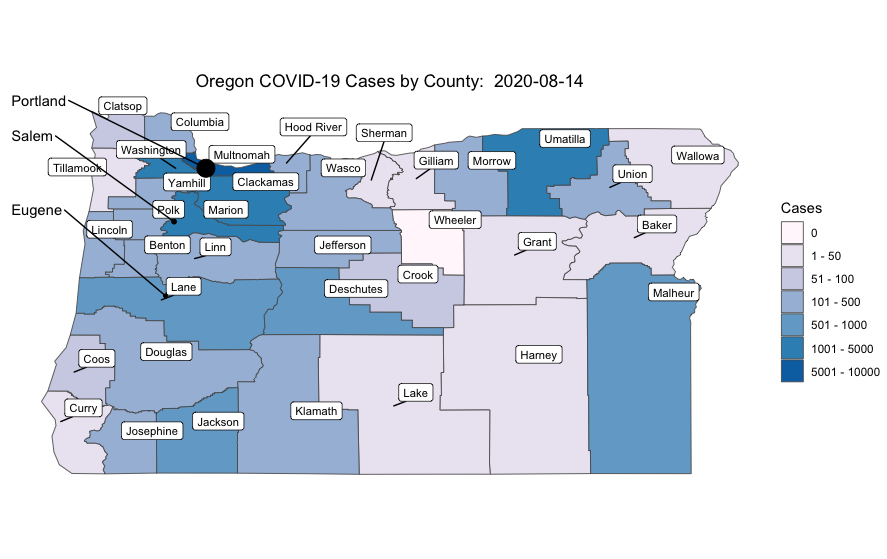 Oregon COVID-19 Cases by County:  2020-08-14
Portland
Clatsop
Columbia
Hood River
Sherman
Salem
Washington
Multnomah
Umatilla
Tillamook
Yamhill
Clackamas
Wasco
Gilliam
Morrow
Union
Wallowa
Eugene
Polk
Marion
Wheeler
Baker
Lincoln
Benton
Linn
Jefferson
Grant
Lane
Deschutes
Crook
Malheur
Coos
Douglas
Harney
Curry
Josephine
Jackson
Klamath
Lake
Cases
0
1 - 50
51 - 100
101 - 500
501 - 1000
1001 - 5000
5001 - 10000